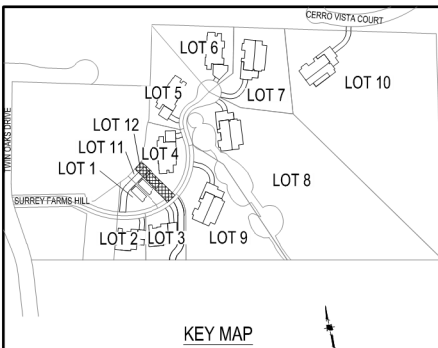 CERRO VISTA COURT
LOT 6
LOT 10
LOT 5
LOT 7
TWIN OAKS DRIVE
LOT 12
LOT 11
LOT 4
LOT 1
LOT 8
SURREY FARMS HILL
LOT 2
LOT 3
LOT 9
KEY MAP